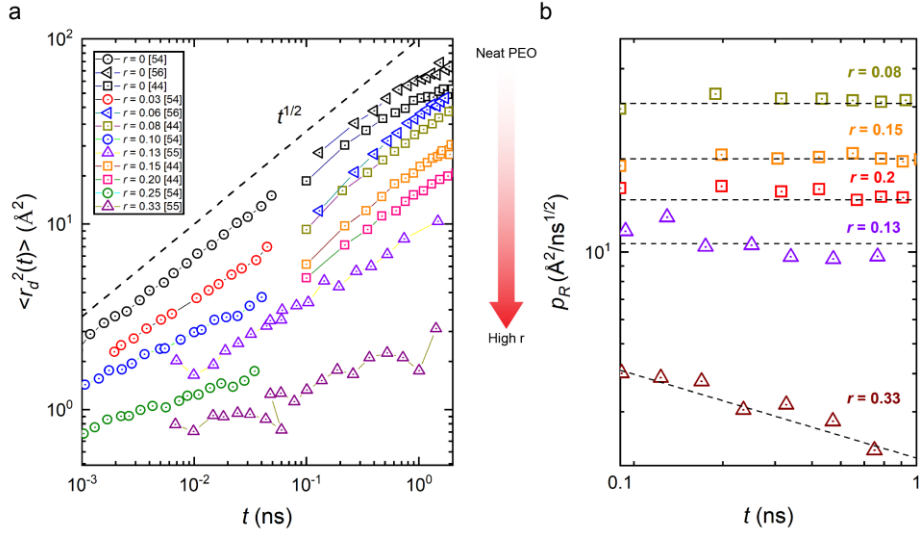 a
10²
10¹
10⁰
<r_d²(t)> (Å²)
r = 0 [54]
r = 0 [56]
r = 0 [44]
r = 0.03 [54]
r = 0.06 [56]
r = 0.08 [44]
r = 0.10 [54]
r = 0.13 [55]
r = 0.15 [44]
r = 0.20 [44]
r = 0.25 [54]
r = 0.33 [55]
t^1/2
10⁻³
10⁻²
10⁻¹
10⁰
t (ns)
Neat PEO
High r
b
p_R (Å²/ns^1/2)
10¹
r = 0.08
r = 0.15
r = 0.2
r = 0.13
r = 0.33
0.1
1
t (ns)